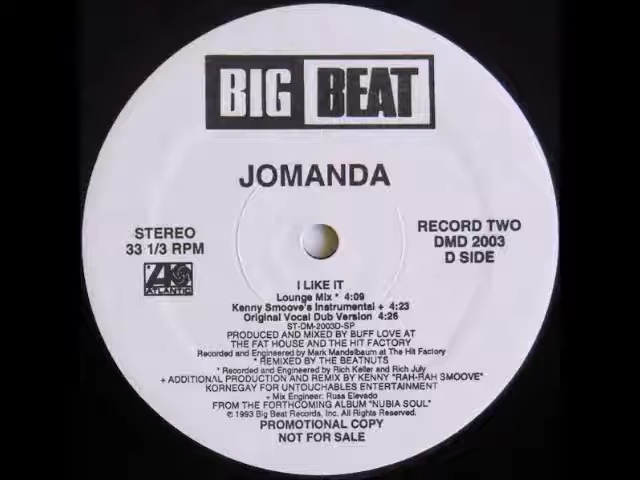 BIG BEAT
JOMANDA
STEREO
33 1/3 RPM
ATLANTIC
RECORD TWO
DMD 2003
D SIDE
I LIKE IT
Lounge Mix * 4:09
Kenny Smoove's Instrumental + 4:23
Original Vocal Dub Version 4:26
ST-DM-2003D-SP
PRODUCED AND MIXED BY BUFF LOVE AT
THE FAT HOUSE AND THE HIT FACTORY
Recorded and Engineered by Mark Mandelbaum at The Hit Factory
* REMIXED BY THE BEATNUTS
* Recorded and Engineered by Rich Keller and Rich July
+ ADDITIONAL PRODUCTION AND REMIX BY KENNY "RAH-RAH SMOOVE"
KORNEGAY FOR UNTOUCHABLES ENTERTAINMENT
+ Mix Engineer: Russ Elevado
FROM THE FORTHCOMING ALBUM "NUBIA SOUL"
℗ 1993 Big Beat Records, Inc. All Rights Reserved.
PROMOTIONAL COPY
NOT FOR SALE